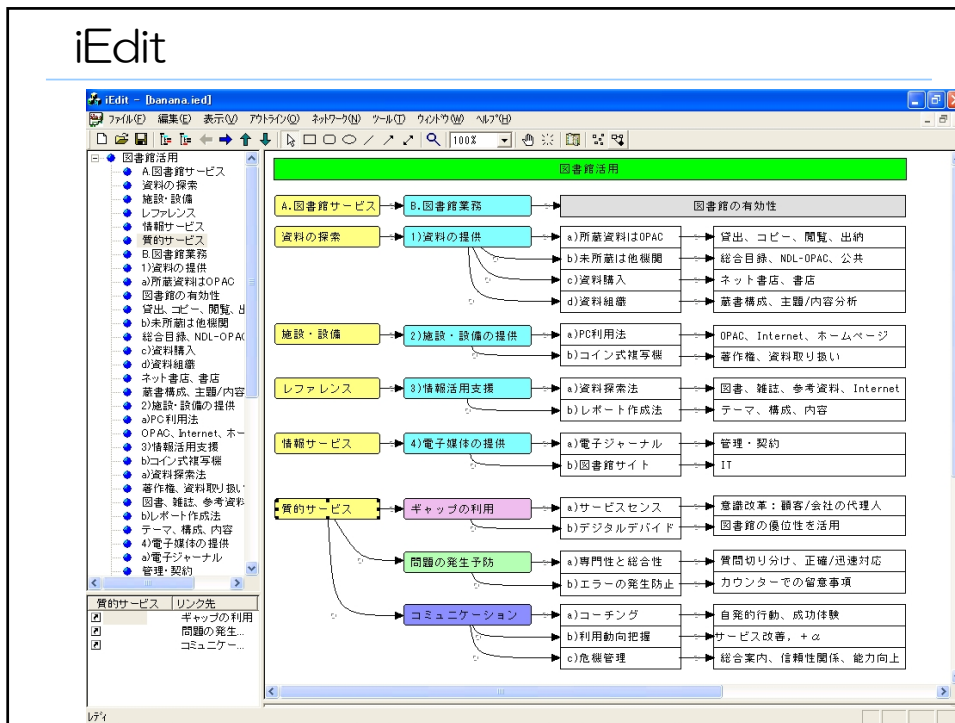 iEdit
iEdit - [banana.ied]
ファイル(F) 編集(E) 表示(V) アウトライン(O) ネットワーク(N) ツール(T) ウィンドウ(W) ヘルプ(H)
100%
図書館活用
A.図書館サービス
資料の探索
施設・設備
レファレンス
情報サービス
質的サービス
B.図書館業務
1)資料の提供
a)所蔵資料はOPAC
図書館の有効性
貸出、コピー、閲覧、出
b)未所蔵は他機関
総合目録、NDL-OPAC
c)資料購入
d)資料組織
ネット書店、書店
蔵書構成、主題/内容
2)施設・設備の提供
a)PC利用法
OPAC、Internet、ホー
3)情報活用支援
b)コイン式複写機
a)資料探索法
著作権、資料取り扱い
図書、雑誌、参考資料
b)レポート作成法
テーマ、構成、内容
4)電子媒体の提供
a)電子ジャーナル
管理・契約
質的サービス リンク先
ギャップの利用
問題の発生...
コミュニケー...
図書館活用
A.図書館サービス B.図書館業務 図書館の有効性
資料の探索 1)資料の提供 a)所蔵資料はOPAC 貸出、コピー、閲覧、出納
b)未所蔵は他機関 総合目録、NDL-OPAC、公共
c)資料購入 ネット書店、書店
d)資料組織 蔵書構成、主題/内容分析
施設・設備 2)施設・設備の提供 a)PC利用法 OPAC、Internet、ホームページ
b)コイン式複写機 著作権、資料取り扱い
レファレンス 3)情報活用支援 a)資料探索法 図書、雑誌、参考資料、Internet
b)レポート作成法 テーマ、構成、内容
情報サービス 4)電子媒体の提供 a)電子ジャーナル 管理・契約
b)図書館サイト IT
質的サービス ギャップの利用 a)サービスセンス 意識改革：顧客/会社の代理人
b)デジタルデバイド 図書館の優位性を活用
問題の発生予防 a)専門性と総合性 質問切り分け、正確/迅速対応
b)エラーの発生防止 カウンターでの留意事項
コミュニケーション a)コーチング 自発的行動、成功体験
b)利用動向把握 サービス改善，+α
c)危機管理 総合案内、信頼性関係、能力向上
レディ